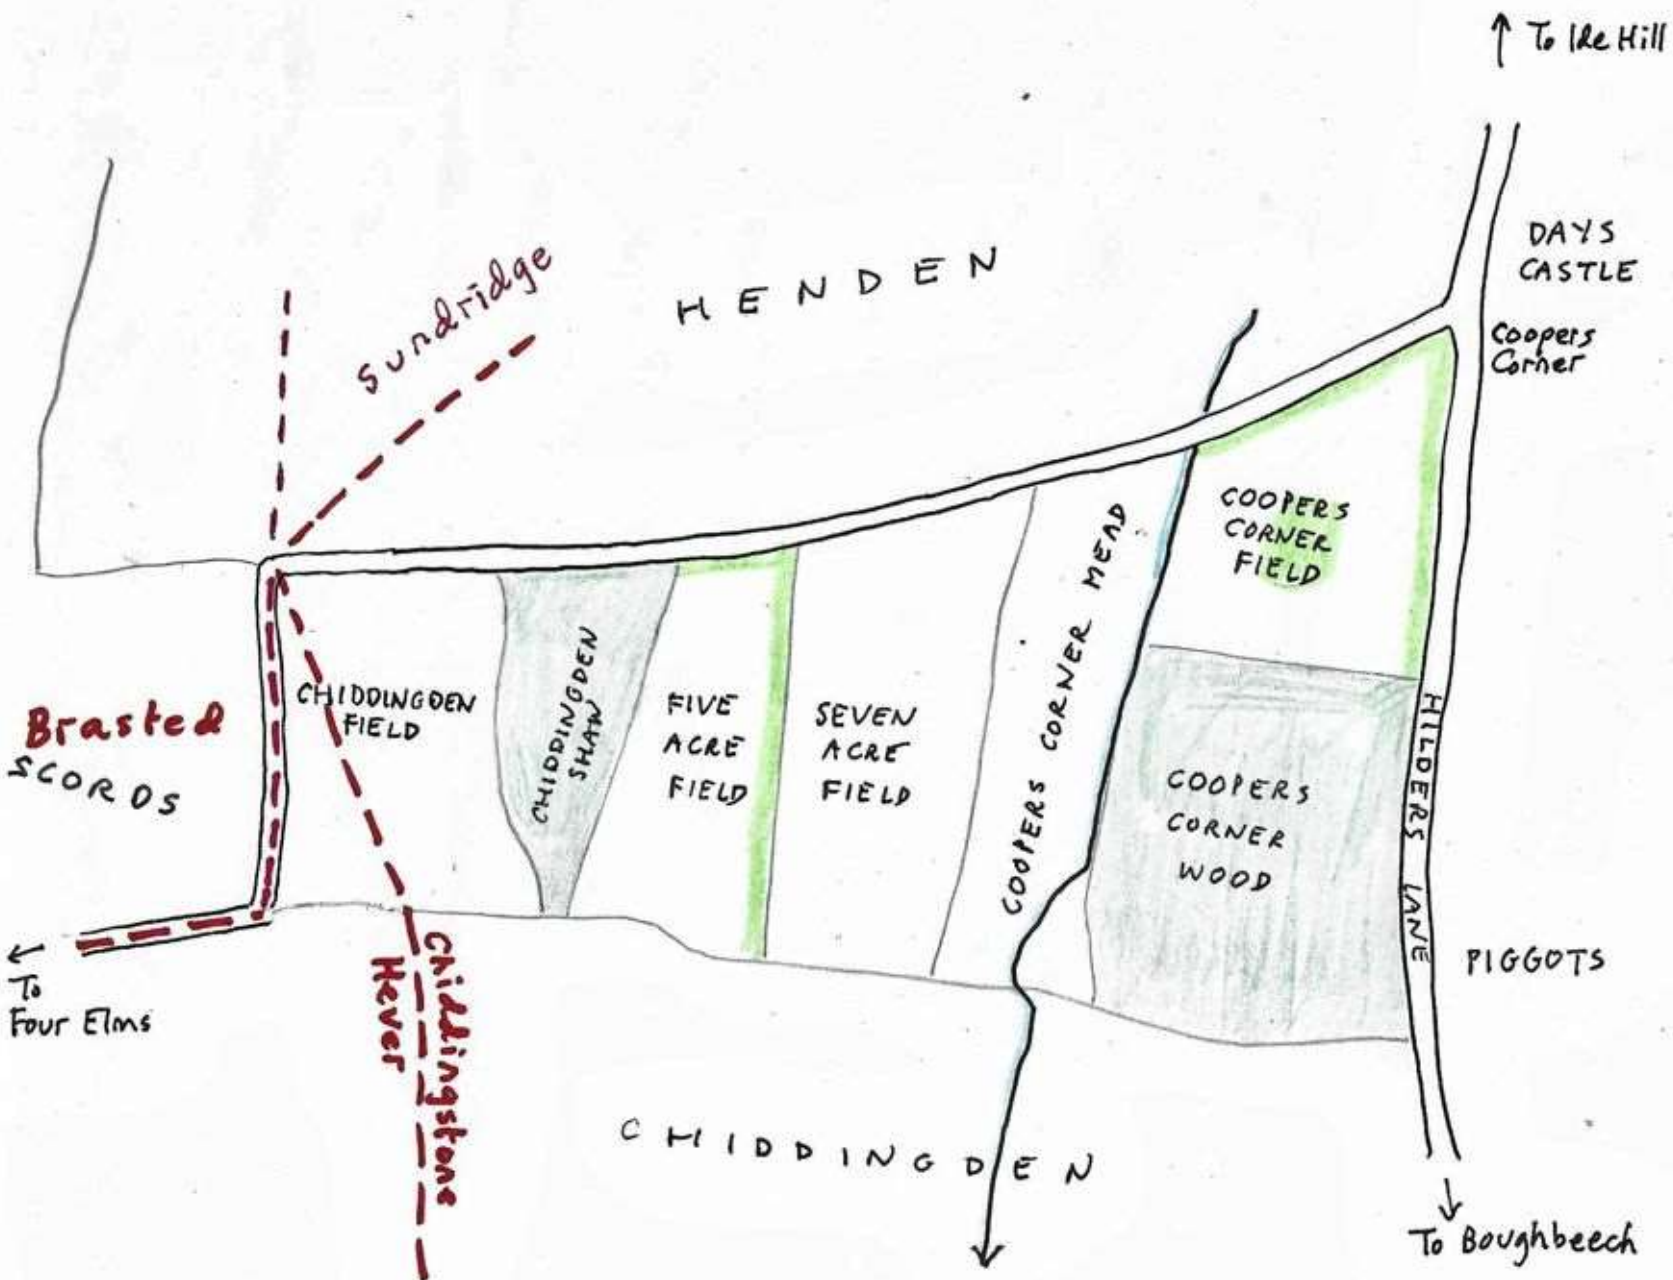 To Ide Hill
DAYS
CASTLE
Coopers
Corner
HENDEN
Sundridge
COOPERS
CORNER
FIELD
COOPERS CORNER MEAD
Brasted
SCORDS
CHIDDINGDEN
FIELD
CHIDDINGDEN
SHAW
FIVE
ACRE
FIELD
SEVEN
ACRE
FIELD
COOPERS
CORNER
WOOD
HILDERS LANE
PIGGOTS
To
Four Elms
Chiddingstone
Hever
CHIDDINGDEN
To Boughbeech